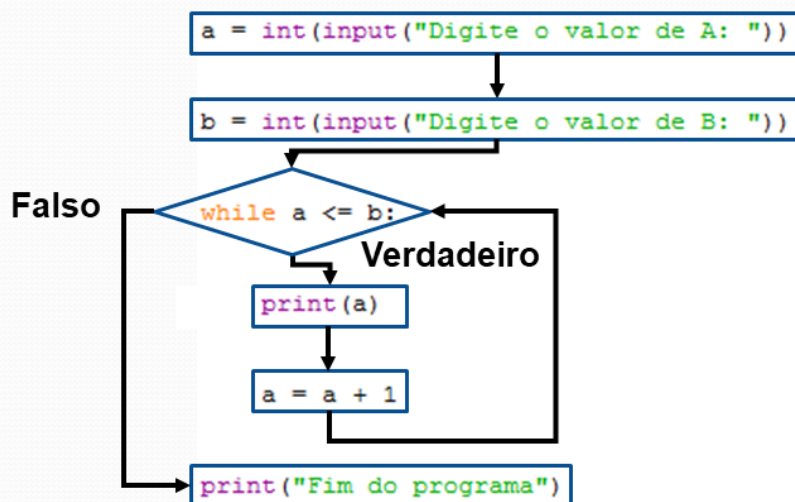 a = int(input("Digite o valor de A: "))
b = int(input("Digite o valor de B: "))
Falso
while a <= b:
Verdadeiro
print(a)
a = a + 1
print("Fim do programa")